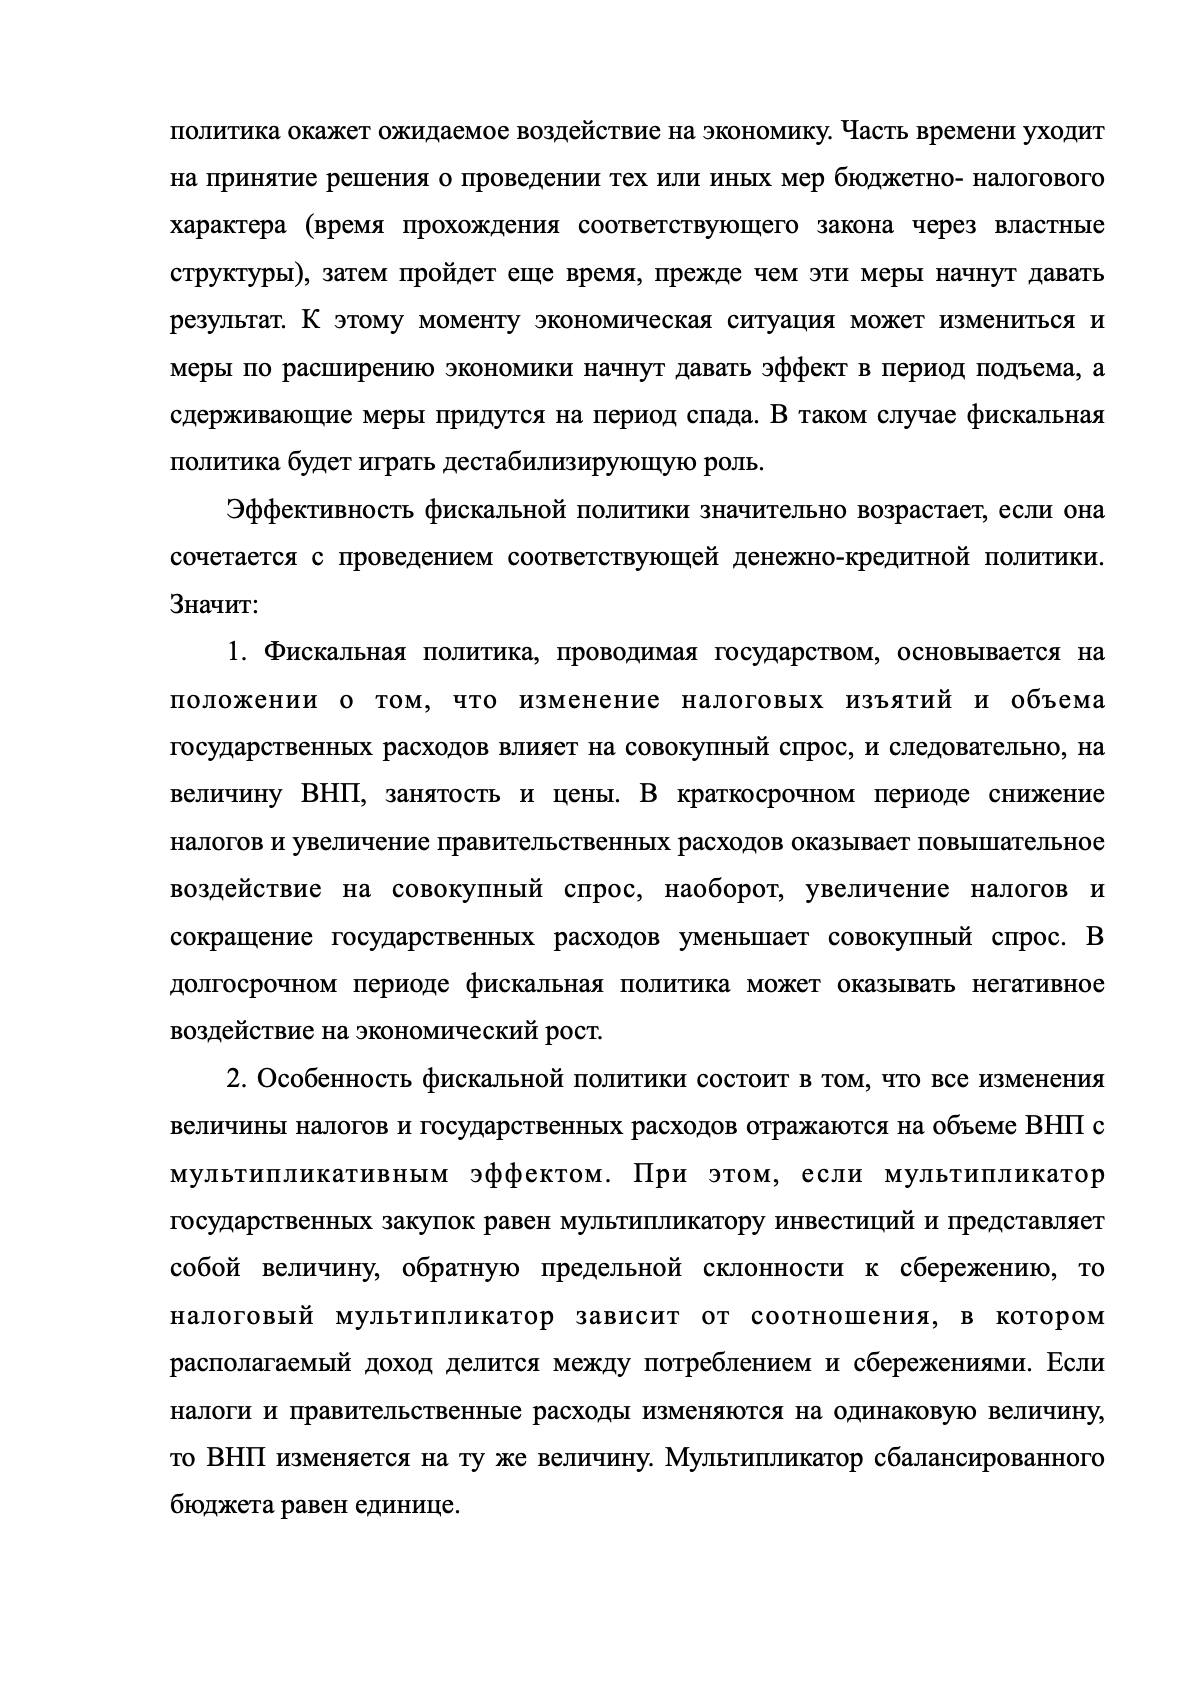 политика окажет ожидаемое воздействие на экономику. Часть времени уходит
на принятие решения о проведении тех или иных мер бюджетно- налогового
характера (время прохождения соответствующего закона через властные
структуры), затем пройдет еще время, прежде чем эти меры начнут давать
результат. К этому моменту экономическая ситуация может измениться и
меры по расширению экономики начнут давать эффект в период подъема, а
сдерживающие меры придутся на период спада. В таком случае фискальная
политика будет играть дестабилизирующую роль.
Эффективность фискальной политики значительно возрастает, если она
сочетается с проведением соответствующей денежно-кредитной политики.
Значит:
1. Фискальная политика, проводимая государством, основывается на
положении о том, что изменение налоговых изъятий и объема
государственных расходов влияет на совокупный спрос, и следовательно, на
величину ВНП, занятость и цены. В краткосрочном периоде снижение
налогов и увеличение правительственных расходов оказывает повышательное
воздействие на совокупный спрос, наоборот, увеличение налогов и
сокращение государственных расходов уменьшает совокупный спрос. В
долгосрочном периоде фискальная политика может оказывать негативное
воздействие на экономический рост.
2. Особенность фискальной политики состоит в том, что все изменения
величины налогов и государственных расходов отражаются на объеме ВНП с
мультипликативным эффектом. При этом, если мультипликатор
государственных закупок равен мультипликатору инвестиций и представляет
собой величину, обратную предельной склонности к сбережению, то
налоговый мультипликатор зависит от соотношения, в котором
располагаемый доход делится между потреблением и сбережениями. Если
налоги и правительственные расходы изменяются на одинаковую величину,
то ВНП изменяется на ту же величину. Мультипликатор сбалансированного
бюджета равен единице.